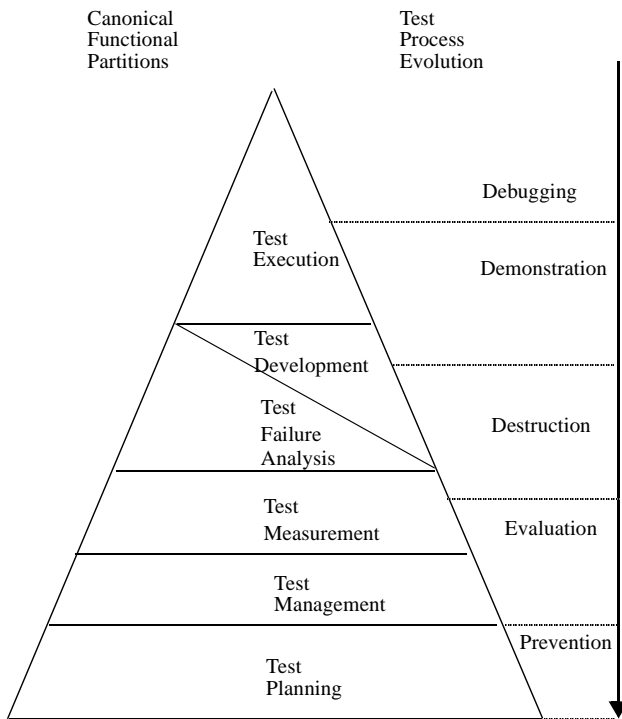 Canonical
Functional
Partitions
Test
Process
Evolution
Debugging
Test
Execution
Demonstration
Test
Development
Test
Failure
Analysis
Destruction
Test
Measurement
Evaluation
Test
Management
Prevention
Test
Planning